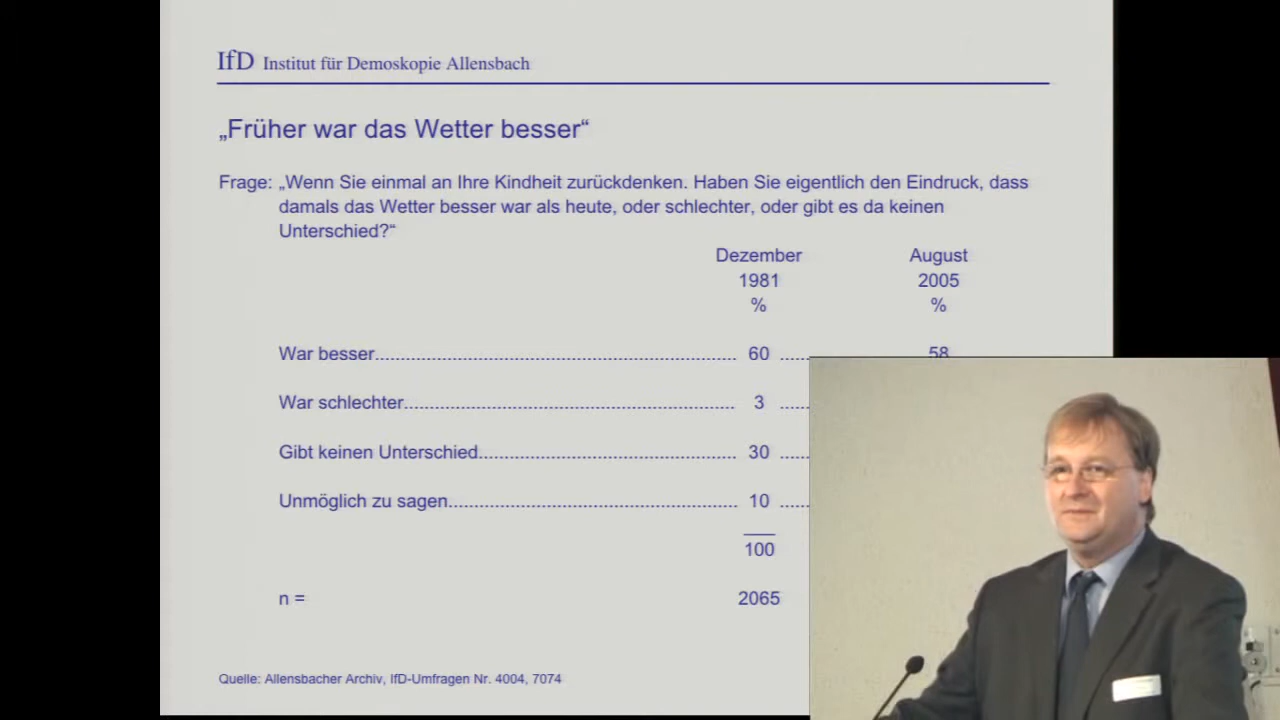 IfD Institut für Demoskopie Allensbach
„Früher war das Wetter besser“
Frage: „Wenn Sie einmal an Ihre Kindheit zurückdenken. Haben Sie eigentlich den Eindruck, dass
damals das Wetter besser war als heute, oder schlechter, oder gibt es da keinen
Unterschied?“
Dezember August
1981 2005
% %
War besser 60 58
War schlechter 3
Gibt keinen Unterschied 30
Unmöglich zu sagen 10
100
n = 2065
Quelle: Allensbacher Archiv, IfD-Umfragen Nr. 4004, 7074